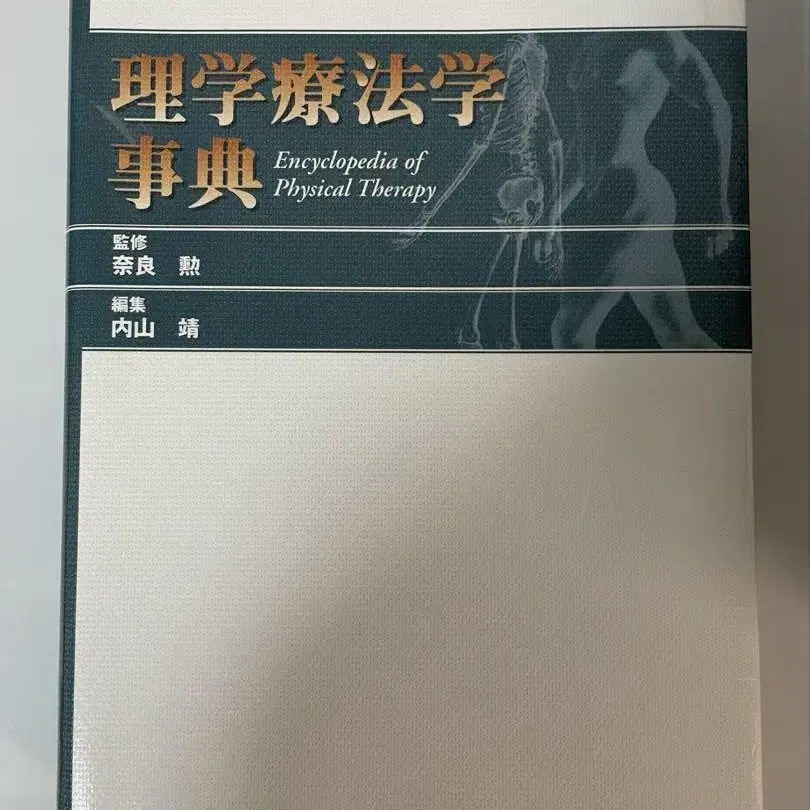 理学療法学
事典
Encyclopedia of
Physical Therapy
監修
奈良 勲
編集
内山 靖